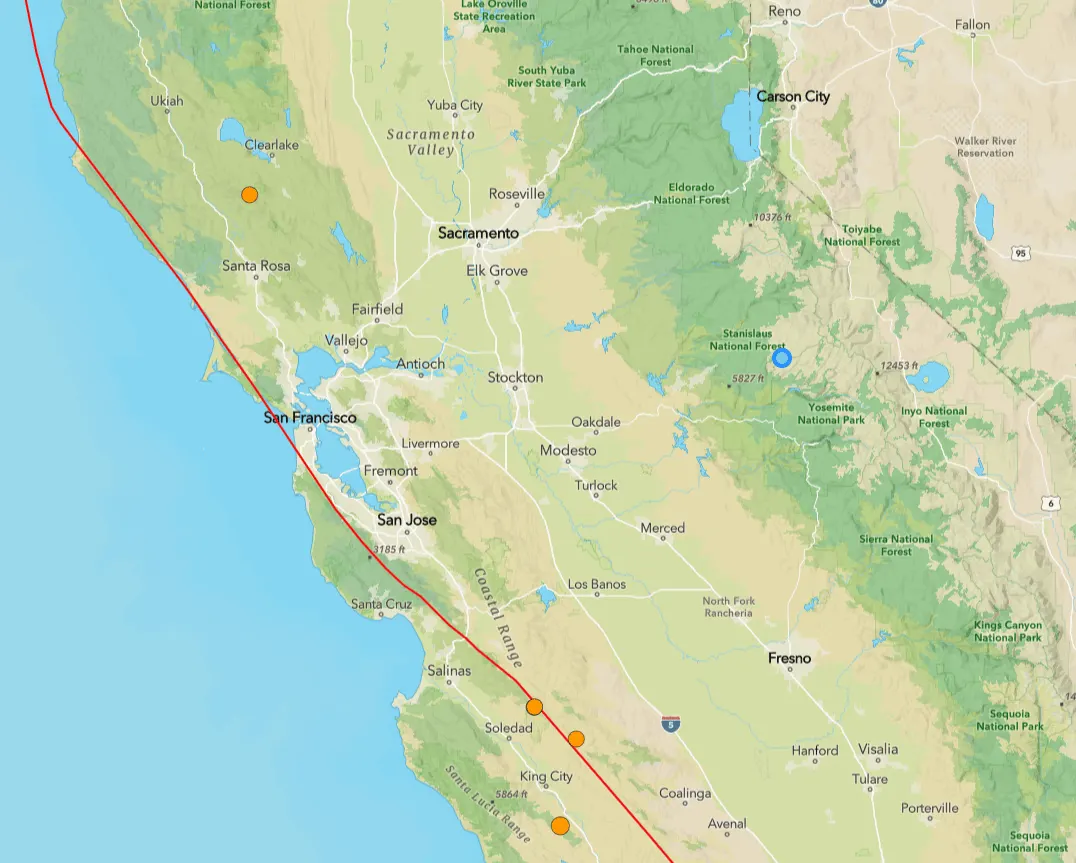 National Forest
Lake Oroville
State Recreation
Area
Reno
80
Fallon
Tahoe National
Forest
South Yuba
River State Park
Ukiah
Yuba City
Carson City
Sacramento
Valley
Clearlake
Walker River
Reservation
Roseville
Eldorado
National Forest
10376 ft
Sacramento
Toiyabe
National Forest
95
Santa Rosa
Elk Grove
Fairfield
Vallejo
Stanislaus
National Forest
Antioch
Stockton
5827 ft
12453 ft
San Francisco
Yosemite
National Park
Inyo National
Forest
Oakdale
Livermore
Modesto
Fremont
Turlock
6
San Jose
Merced
Sierra National
Forest
3185 ft
Coastal Range
Los Banos
Santa Cruz
North Fork
Rancheria
Kings Canyon
National Park
Fresno
Salinas
14
Sequoia
National Park
Soledad
5
Hanford
Visalia
King City
Santa Lucia Range
5864 ft
Tulare
Coalinga
Porterville
Avenal
Sequoia
National Forest